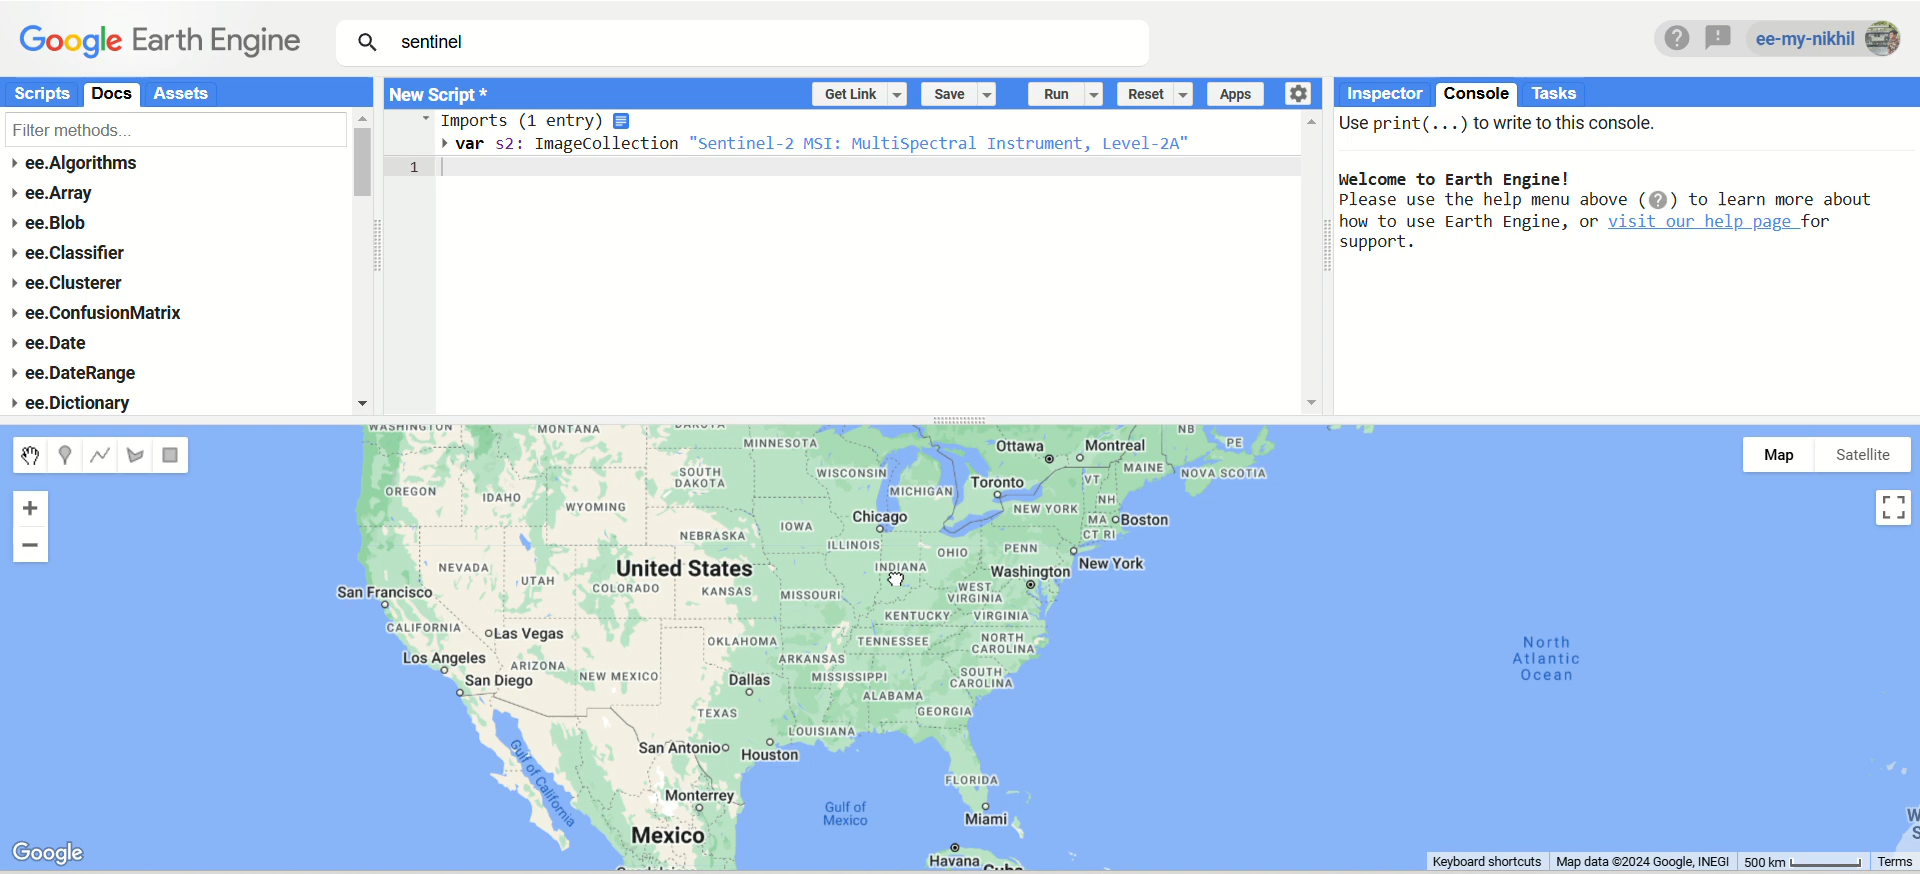 Google Earth Engine
sentinel
ee-my-nikhil
Scripts Docs Assets
New Script *
Get Link Save Run Reset Apps
Inspector Console Tasks
Filter methods...
ee.Algorithms
ee.Array
ee.Blob
ee.Classifier
ee.Clusterer
ee.ConfusionMatrix
ee.Date
ee.DateRange
ee.Dictionary
Imports (1 entry)
var s2: ImageCollection "Sentinel-2 MSI: MultiSpectral Instrument, Level-2A"
1
Use print(...) to write to this console.
Welcome to Earth Engine!
Please use the help menu above (?) to learn more about
how to use Earth Engine, or visit our help page for
support.
Map Satellite
WASHINGTON
MONTANA
DAKOTA
MINNESOTA
Ottawa
Montreal
NB
PE
OREGON
IDAHO
WYOMING
SOUTH
DAKOTA
WISCONSIN
MICHIGAN
Toronto
VT
MAINE
NOVA SCOTIA
NH
NEW YORK
MA
Boston
CT RI
Chicago
IOWA
NEBRASKA
ILLINOIS
OHIO
PENN
New York
NEVADA
UTAH
United States
COLORADO
KANSAS
MISSOURI
INDIANA
Washington
WEST
VIRGINIA
San Francisco
CALIFORNIA
Las Vegas
KENTUCKY
VIRGINIA
OKLAHOMA
TENNESSEE
NORTH
CAROLINA
Los Angeles
ARIZONA
NEW MEXICO
ARKANSAS
San Diego
Dallas
MISSISSIPPI
SOUTH
CAROLINA
ALABAMA
TEXAS
GEORGIA
LOUISIANA
San Antonio
Houston
Gulf of California
FLORIDA
Monterrey
Gulf of
Mexico
Miami
Mexico
Havana
Cuba
North
Atlantic
Ocean
Google
Keyboard shortcuts Map data ©2024 Google, INEGI 500 km Terms